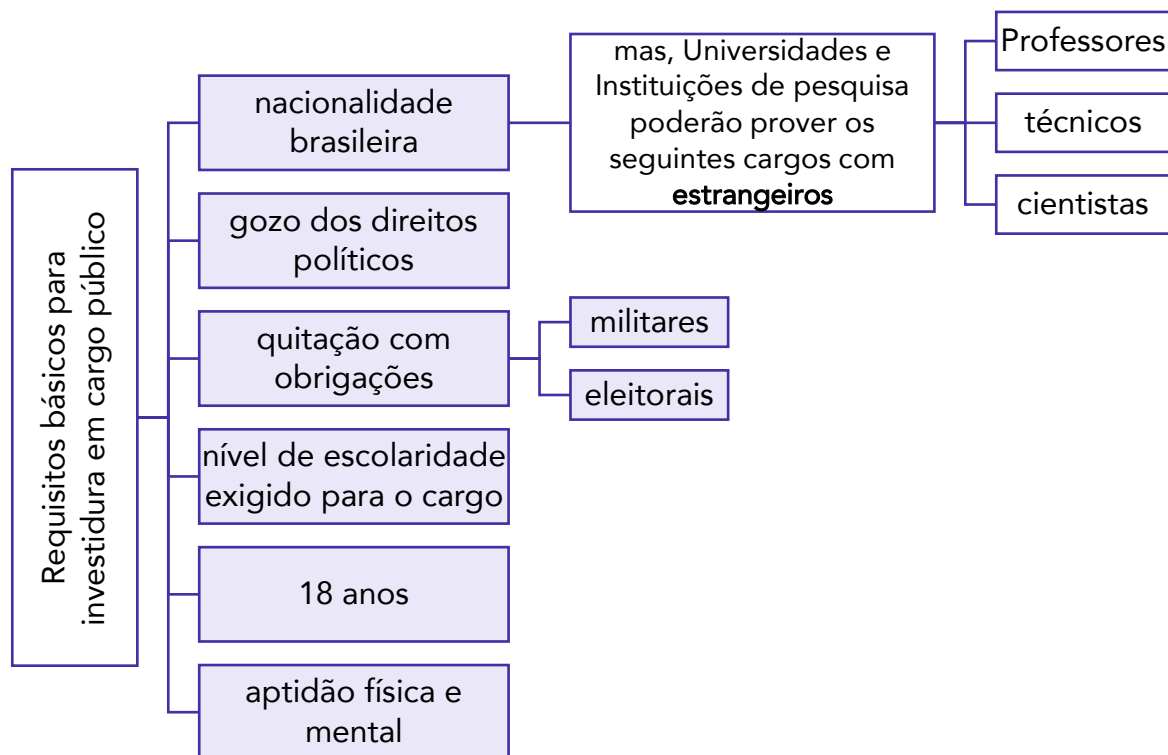 Requisitos básicos para
investidura em cargo público
nacionalidade
brasileira
mas, Universidades e
Instituições de pesquisa
poderão prover os
seguintes cargos com
estrangeiros
Professores
técnicos
cientistas
gozo dos direitos
políticos
quitação com
obrigações
militares
eleitorais
nível de escolaridade
exigido para o cargo
18 anos
aptidão física e
mental